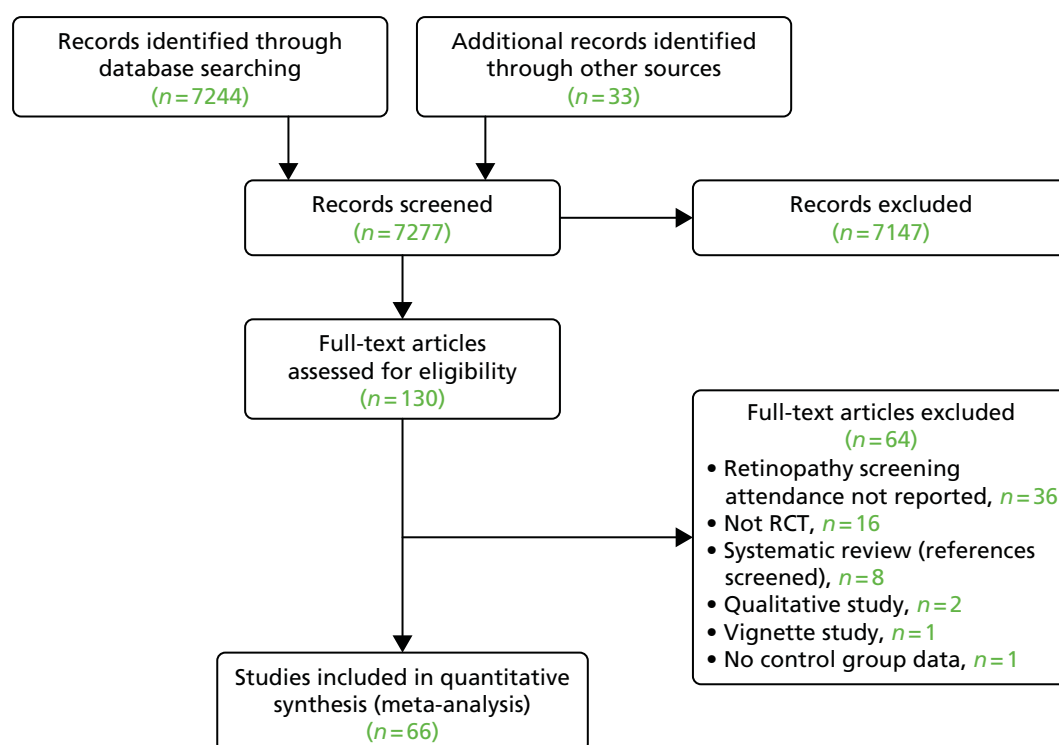 Records identified through
database searching
(n=7244)
Additional records identified
through other sources
(n=33)
Records screened
(n=7277)
Records excluded
(n=7147)
Full-text articles
assessed for eligibility
(n=130)
Full-text articles excluded
(n=64)
• Retinopathy screening
attendance not reported, n=36
• Not RCT, n=16
• Systematic review (references
screened), n=8
• Qualitative study, n=2
• Vignette study, n=1
• No control group data, n=1
Studies included in quantitative
synthesis (meta-analysis)
(n=66)